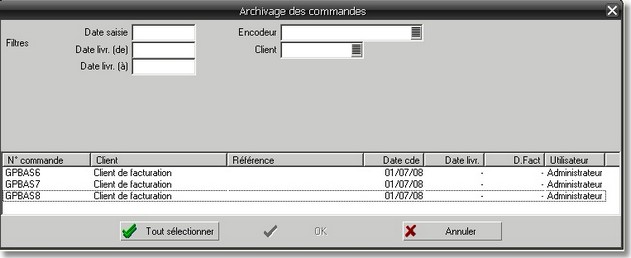 Archivage des commandes
Filtres
Date saisie
Encodeur
Date livr. (de)
Client
Date livr. (à)
N° commande Client Référence Date cde Date livr. D.Fact Utilisateur
GPBAS6 Client de facturation 01/07/08 - - Administrateur
GPBAS7 Client de facturation 01/07/08 - - Administrateur
GPBAS8 Client de facturation 01/07/08 - - Administrateur
Tout sélectionner OK Annuler